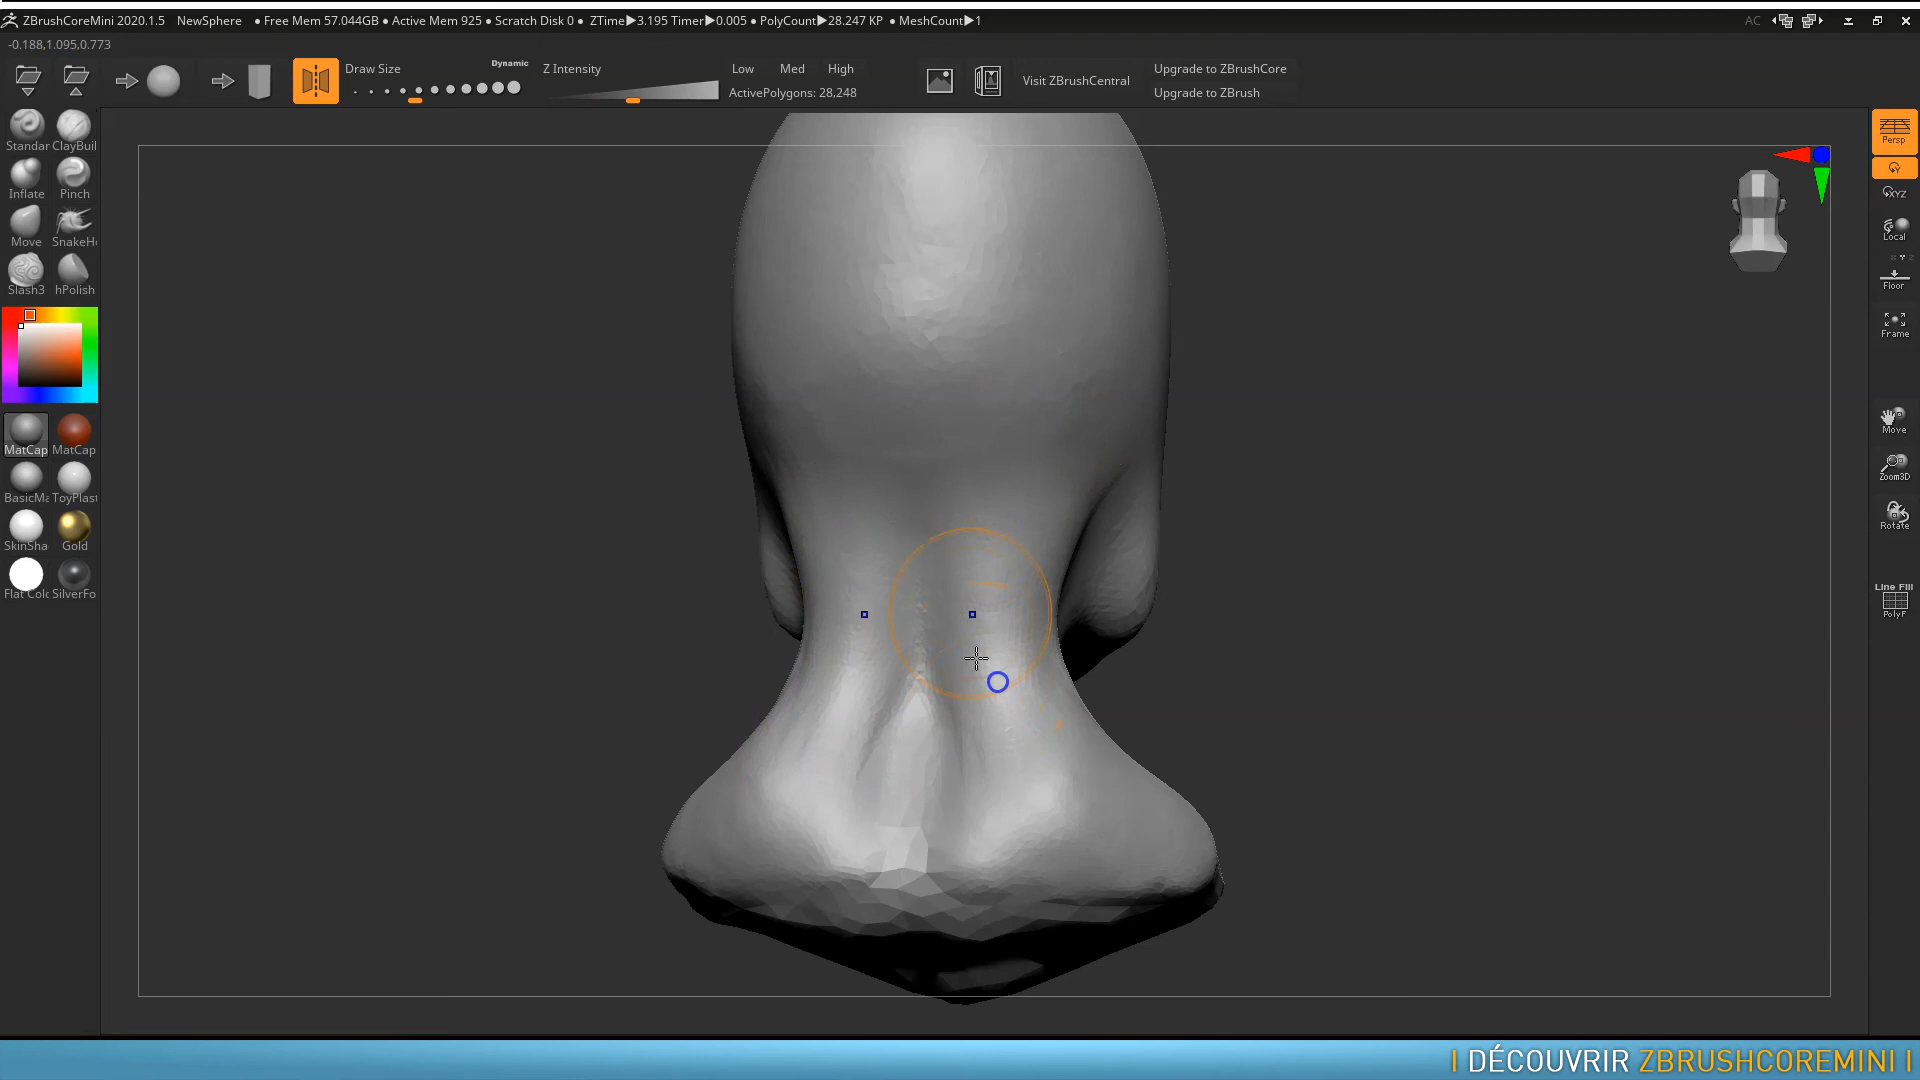 ZBrushCoreMini 2020.1.5 NewSphere ● Free Mem 57.044GB ● Active Mem 925 ● Scratch Disk 0 ● ZTime▶3.195 Timer▶0.005 ● PolyCount▶28.247 KP ● MeshCount▶1 AC
-0.188,1.095,0.773
Draw Size Dynamic Z Intensity Low Med High
ActivePolygons: 28,248
Visit ZBrushCentral
Upgrade to ZBrushCore
Upgrade to ZBrush
Standar ClayBuil
Inflate Pinch
Move SnakeH
Slash3 hPolish
MatCap MatCap
BasicMa ToyPlast
SkinSha Gold
Flat Colo SilverFo
Persp
Y
XYZ
Local
Floor
Frame
Move
Zoom3D
Rotate
Line Fill
PolyF
| DÉCOUVRIR ZBRUSHCOREMINI |